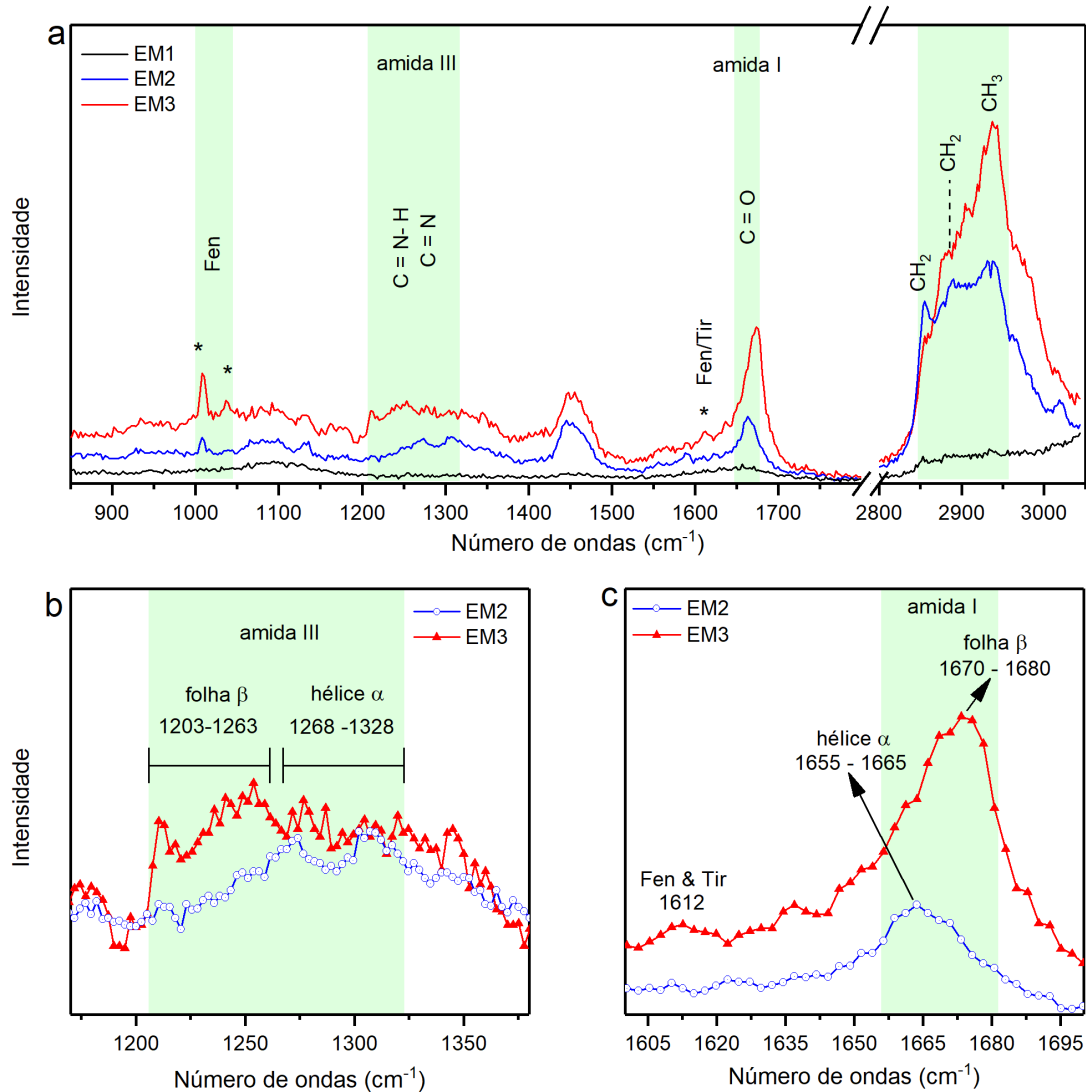 a
EM1
EM2
EM3
amida III
amida I
Fen
C = N- H
C = N
Fen/Tir
C = O
CH2
CH2
CH3
*
*
*
Intensidade
900 1000 1100 1200 1300 1400 1500 1600 1700 2800 2900 3000
Número de ondas (cm-1)
b
EM2
EM3
amida III
folha β
1203-1263
hélice α
1268 -1328
Intensidade
1200 1250 1300 1350
Número de ondas (cm-1)
c
EM2
EM3
amida I
folha β
1670 - 1680
hélice α
1655 - 1665
Fen & Tir
1612
1605 1620 1635 1650 1665 1680 1695
Número de ondas (cm-1)